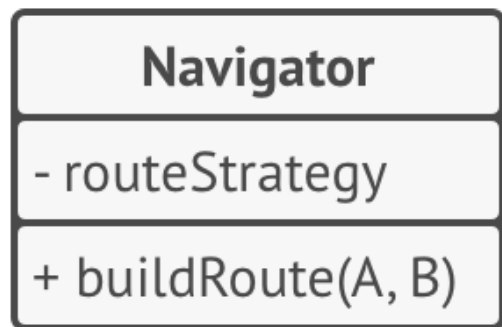 Navigator
- routeStrategy
+ buildRoute(A, B)